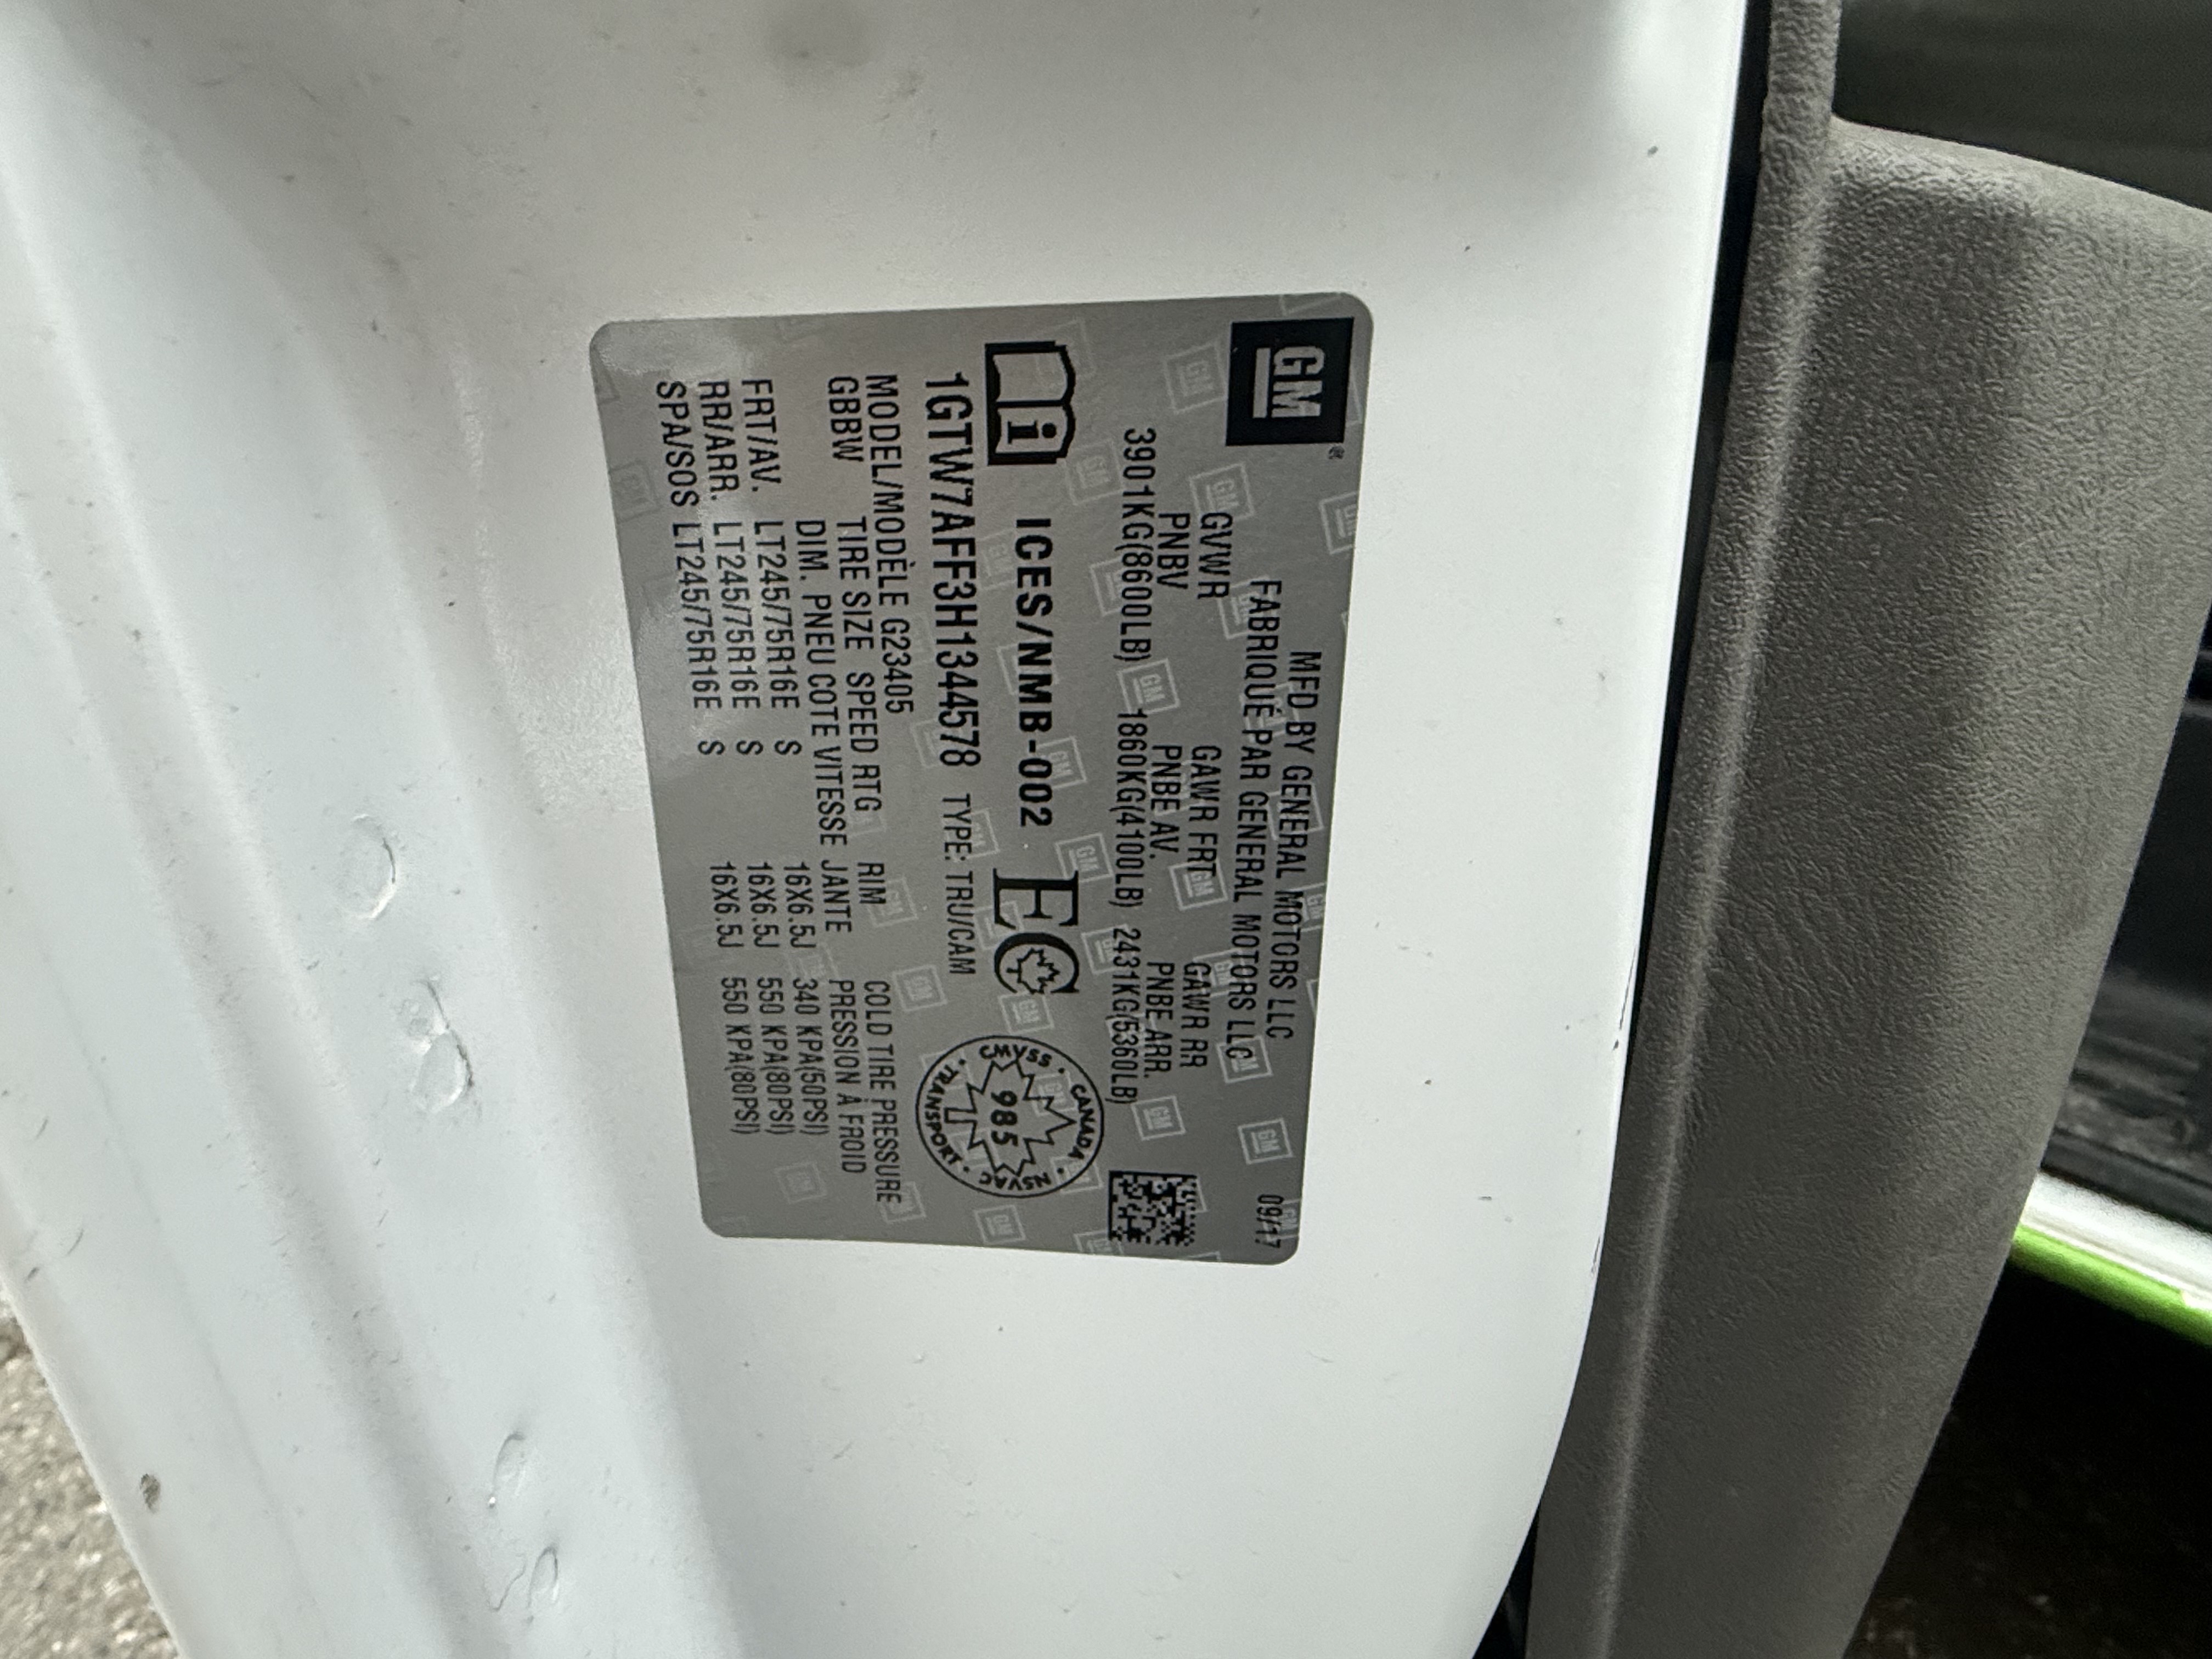 GM®
MFD BY GENERAL MOTORS LLC 09/17
FABRIQUÉ PAR GENERAL MOTORS LLC
GVWR GAWR FRT GAWR RR
PNBV PNBE AV. PNBE ARR.
3901KG(8600LB) 1860KG(4100LB) 2431KG(5360LB)
i ICES/NMB-002 EC
CANADA · NSVAC · TRANSPORT · CMVSS ·
985
1GTW7AFF3H1344578 TYPE: TRU/CAM
MODEL/MODÈLE G23405
GBBW TIRE SIZE SPEED RTG RIM COLD TIRE PRESSURE
DIM. PNEU COTE VITESSE JANTE PRESSION À FROID
FRT/AV. LT245/75R16E S 16X6.5J 340 KPA(50PSI)
RR/ARR. LT245/75R16E S 16X6.5J 550 KPA(80PSI)
SPA/SOS LT245/75R16E S 16X6.5J 550 KPA(80PSI)